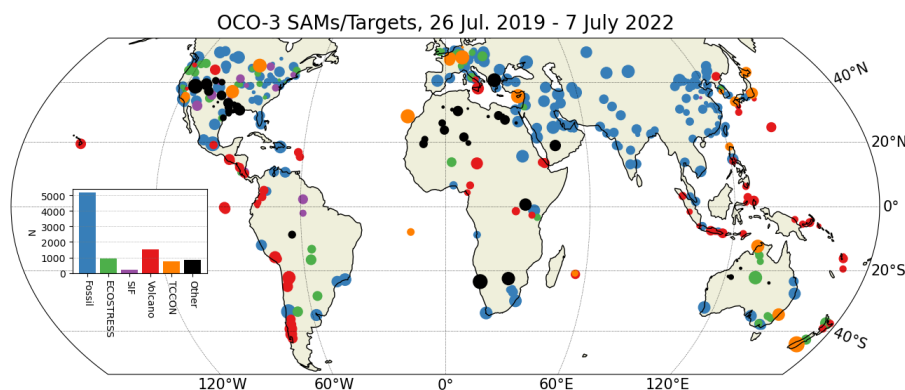 OCO-3 SAMs/Targets, 26 Jul. 2019 - 7 July 2022
40°N
20°N
0°
20°S
40°S
5000
4000
3000
2000
1000
0
N
Fossil
ECOSTRESS
SIF
Volcano
TCCON
Other
120°W
60°W
0°
60°E
120°E